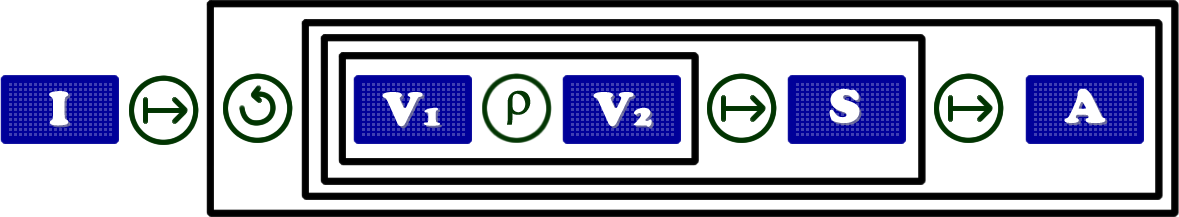 I ↦ ↺ V₁ ρ V₂ ↦ S ↦ A